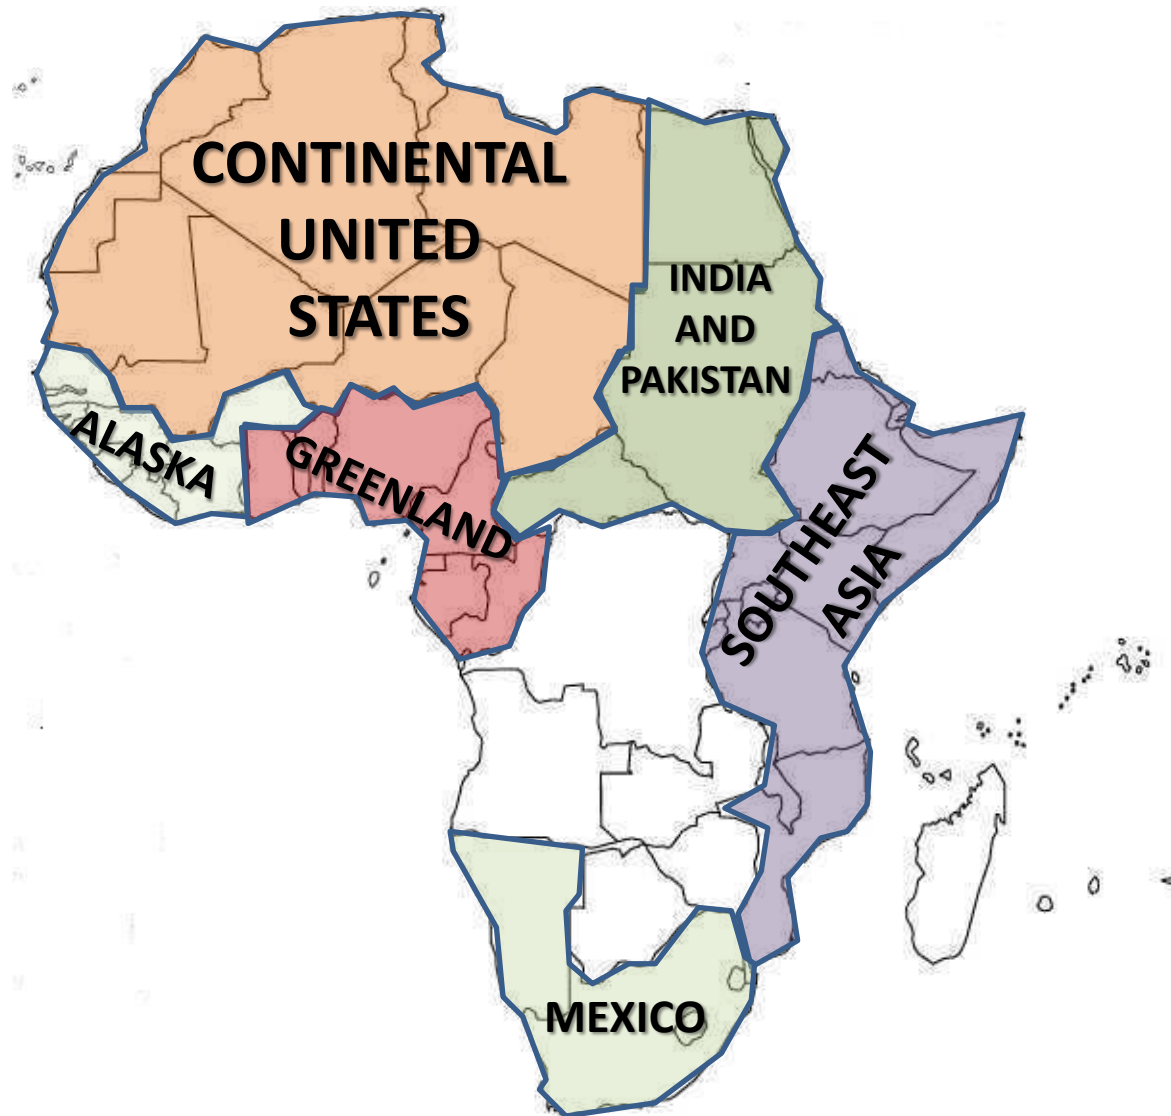 CONTINENTAL
UNITED
STATES
INDIA
AND
PAKISTAN
ALASKA
GREENLAND
SOUTHEAST
ASIA
MEXICO